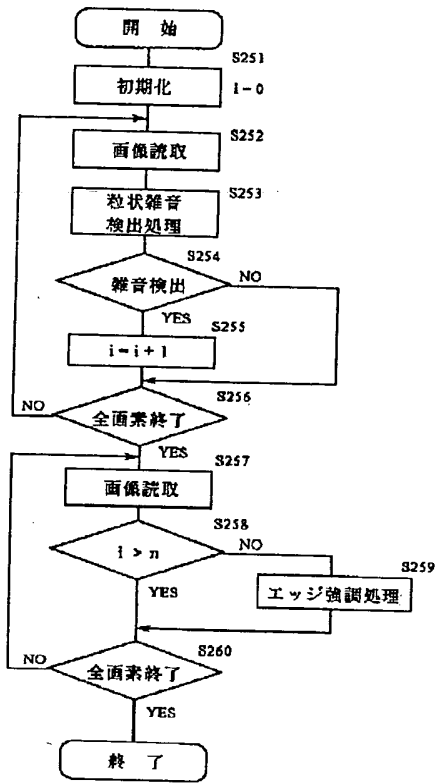 開始
S251
初期化
i-0
S252
画像読取
S253
粒状雑音
検出処理
S254
雑音検出
NO
YES
S255
i=i+1
S256
NO
全画素終了
YES
S257
画像読取
S258
i > n
NO
S259
エッジ強調処理
YES
S260
NO
全画素終了
YES
終了